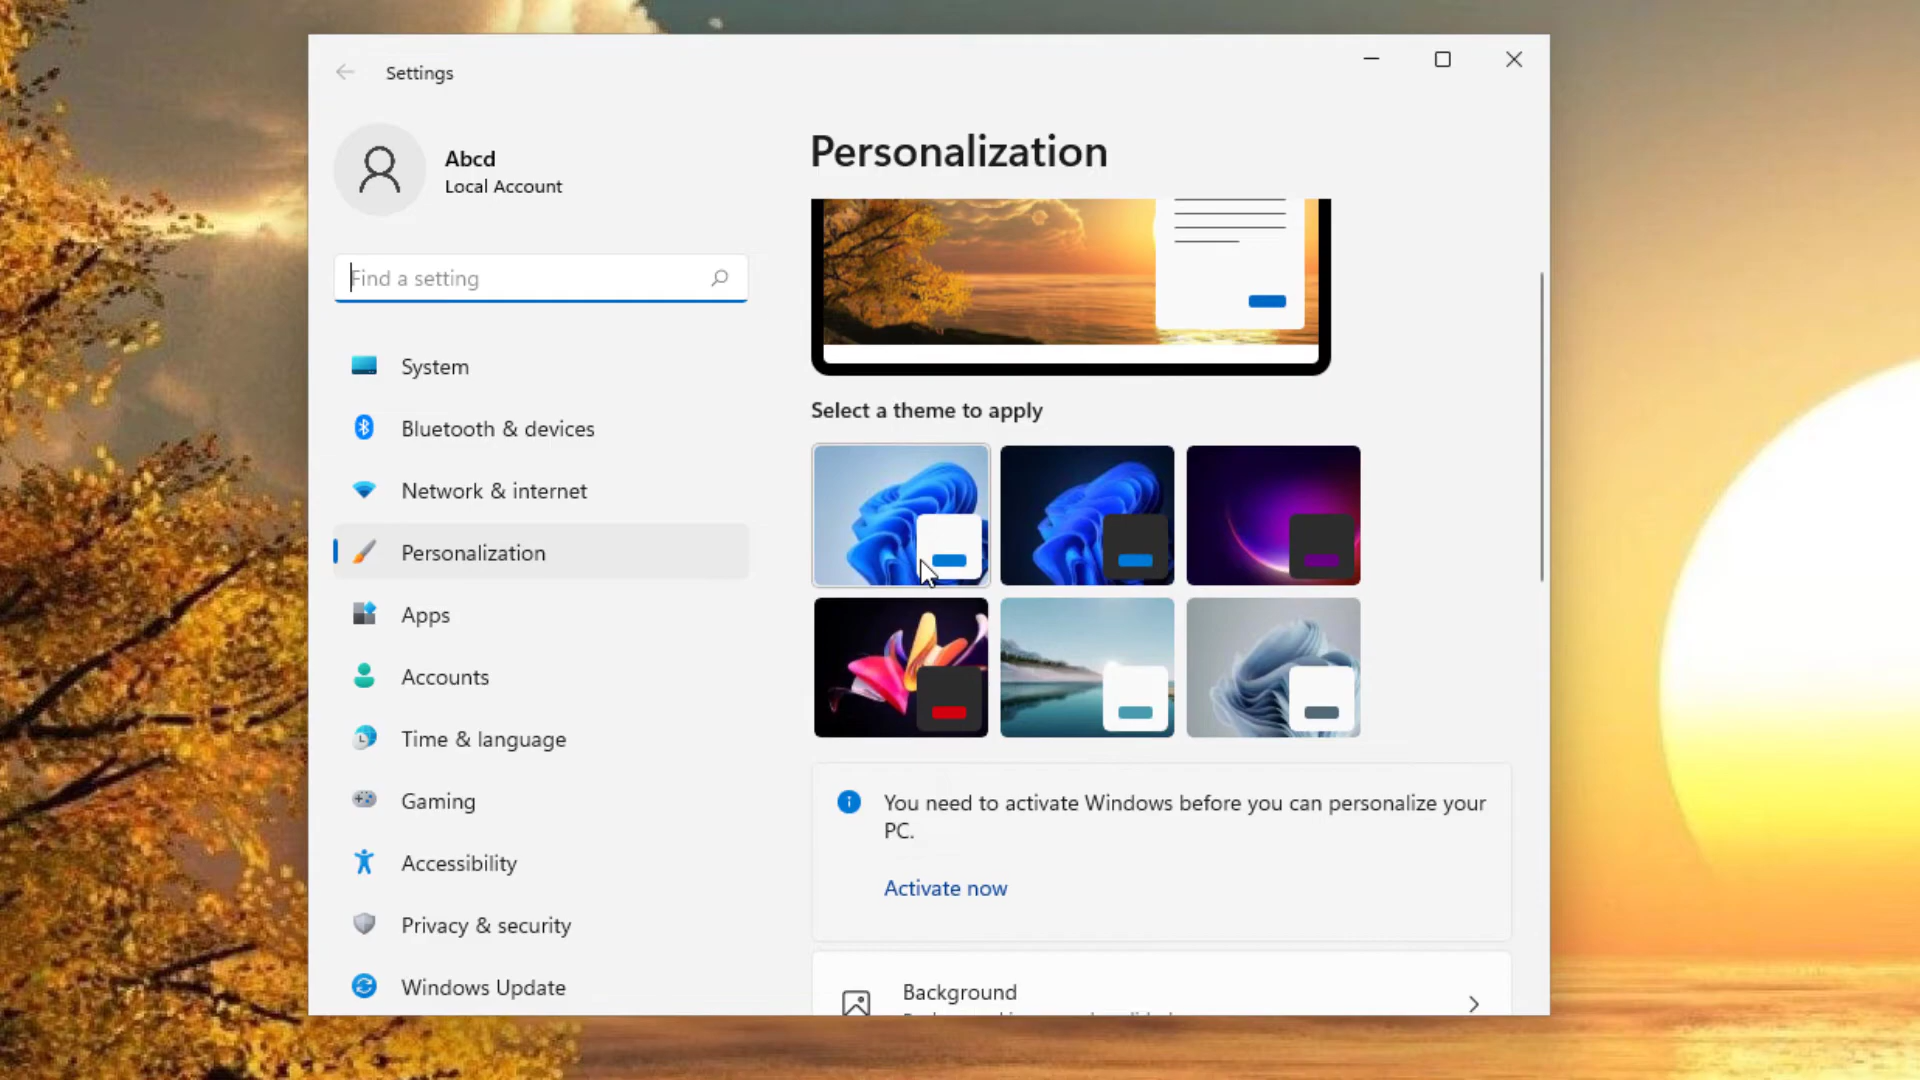 Settings
Abcd
Local Account
Find a setting
System
Bluetooth & devices
Network & internet
Personalization
Apps
Accounts
Time & language
Gaming
Accessibility
Privacy & security
Windows Update
Personalization
Select a theme to apply
You need to activate Windows before you can personalize your
PC.
Activate now
Background